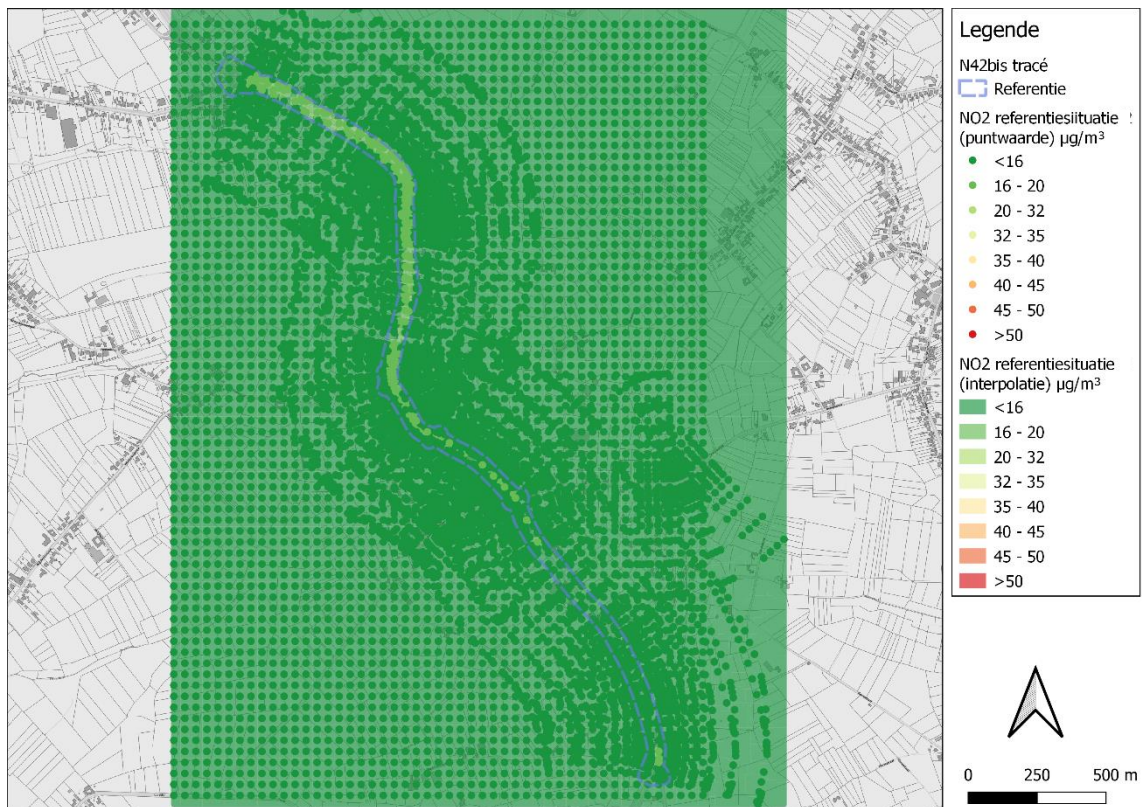 Legende
N42bis tracé
Referentie
NO2 referentiesiituatie 2
(puntwaarde) µg/m³
<16
16 - 20
20 - 32
32 - 35
35 - 40
40 - 45
45 - 50
>50
NO2 referentiesituatie
(interpolatie) µg/m³
<16
16 - 20
20 - 32
32 - 35
35 - 40
40 - 45
45 - 50
>50
0 250 500 m